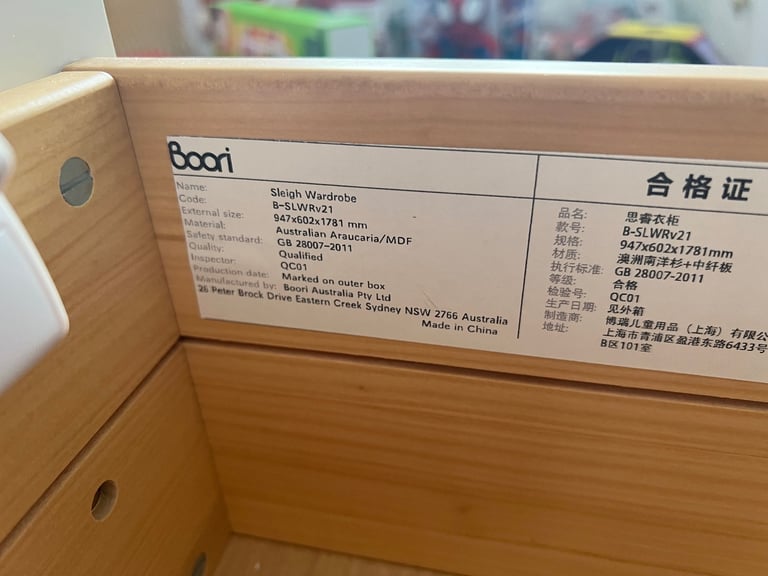 Boori
Name: Sleigh Wardrobe
Code: B-SLWRv21
External size: 947x602x1781 mm
Material: Australian Araucaria/MDF
Safety standard: GB 28007-2011
Quality: Qualified
Inspector: QC01
Production date: Marked on outer box
Manufactured by: Boori Australia Pty Ltd
26 Peter Brock Drive Eastern Creek Sydney NSW 2766 Australia
Made in China
合格证
品名: 思睿衣柜
款号: B-SLWRv21
规格: 947x602x1781mm
材质: 澳洲南洋杉+中纤板
执行标准: GB 28007-2011
等级: 合格
检验号: QC01
生产日期: 见外箱
制造商: 博瑞儿童用品（上海）有限公
地址: 上海市青浦区盈港东路6433号
B区101室